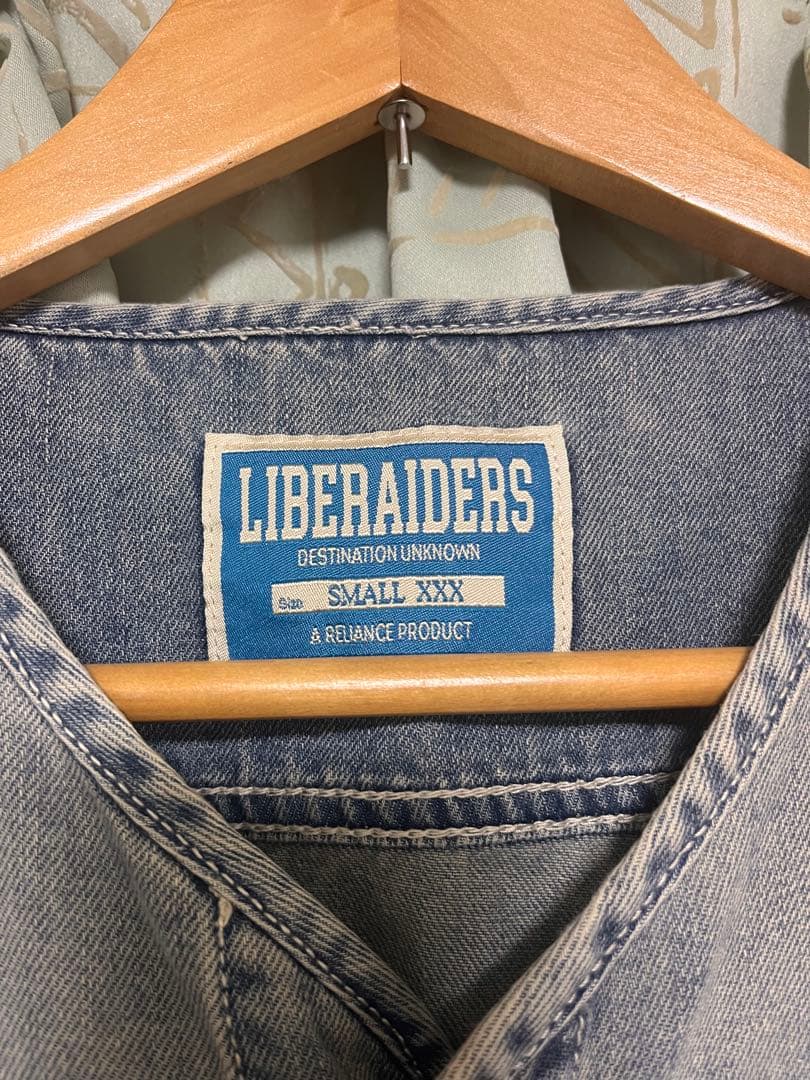 LIBERAIDERS
DESTINATION UNKNOWN
Size SMALL XXX
A RELIANCE PRODUCT